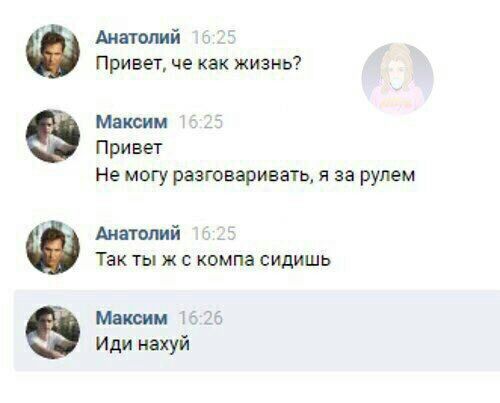 Анатолий 16:25
Привет, че как жизнь?
Максим 16:25
Привет
Не могу разговаривать, я за рулем
Анатолий 16:25
Так ты ж с компа сидишь
Максим 16:26
Иди нахуй